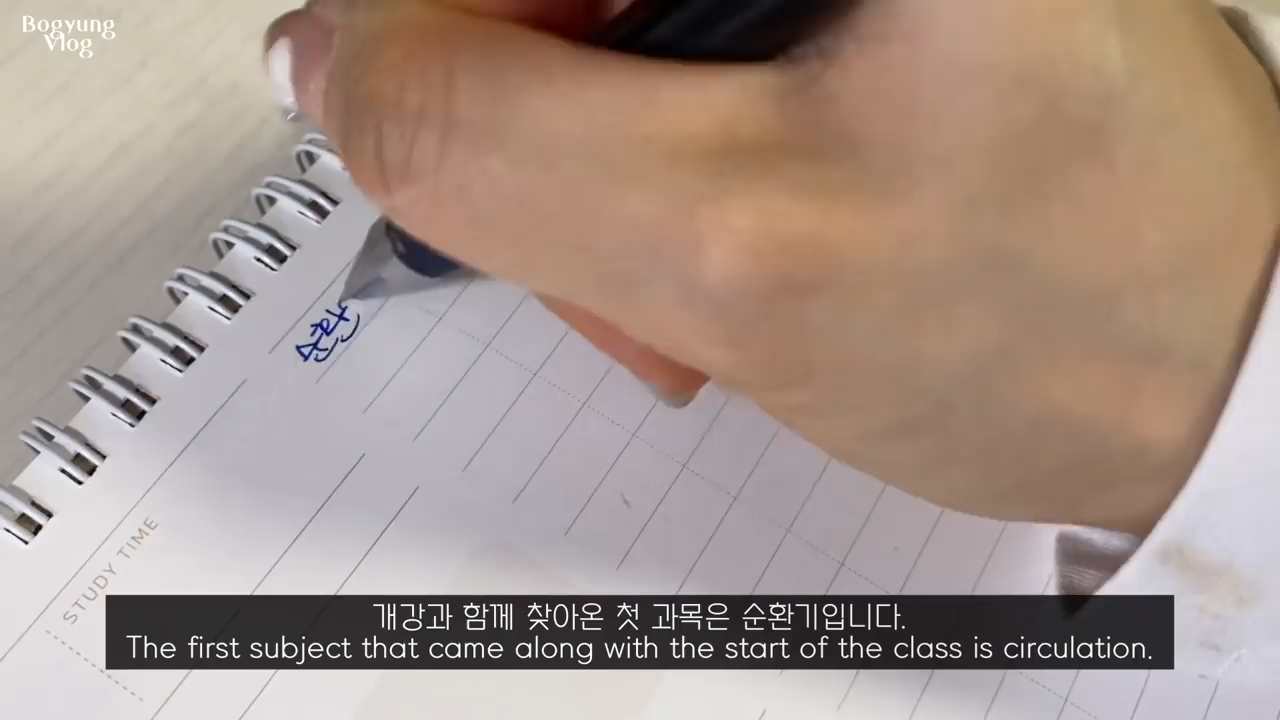 Bogyung
Vlog
STUDY TIME
개강과 함께 찾아온 첫 과목은 순환기입니다.
The first subject that came along with the start of the class is circulation.